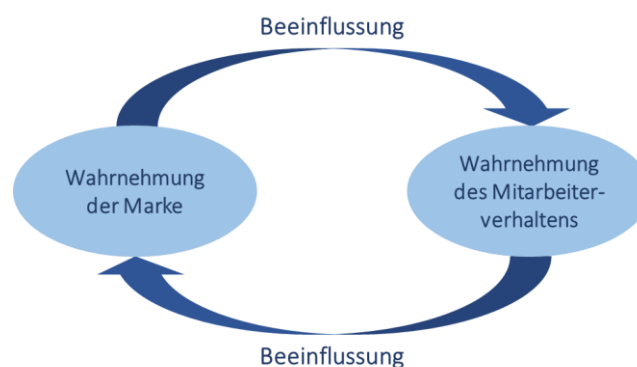 Beeinflussung
Wahrnehmung
der Marke
Wahrnehmung
des Mitarbeiter-
verhaltens
Beeinflussung